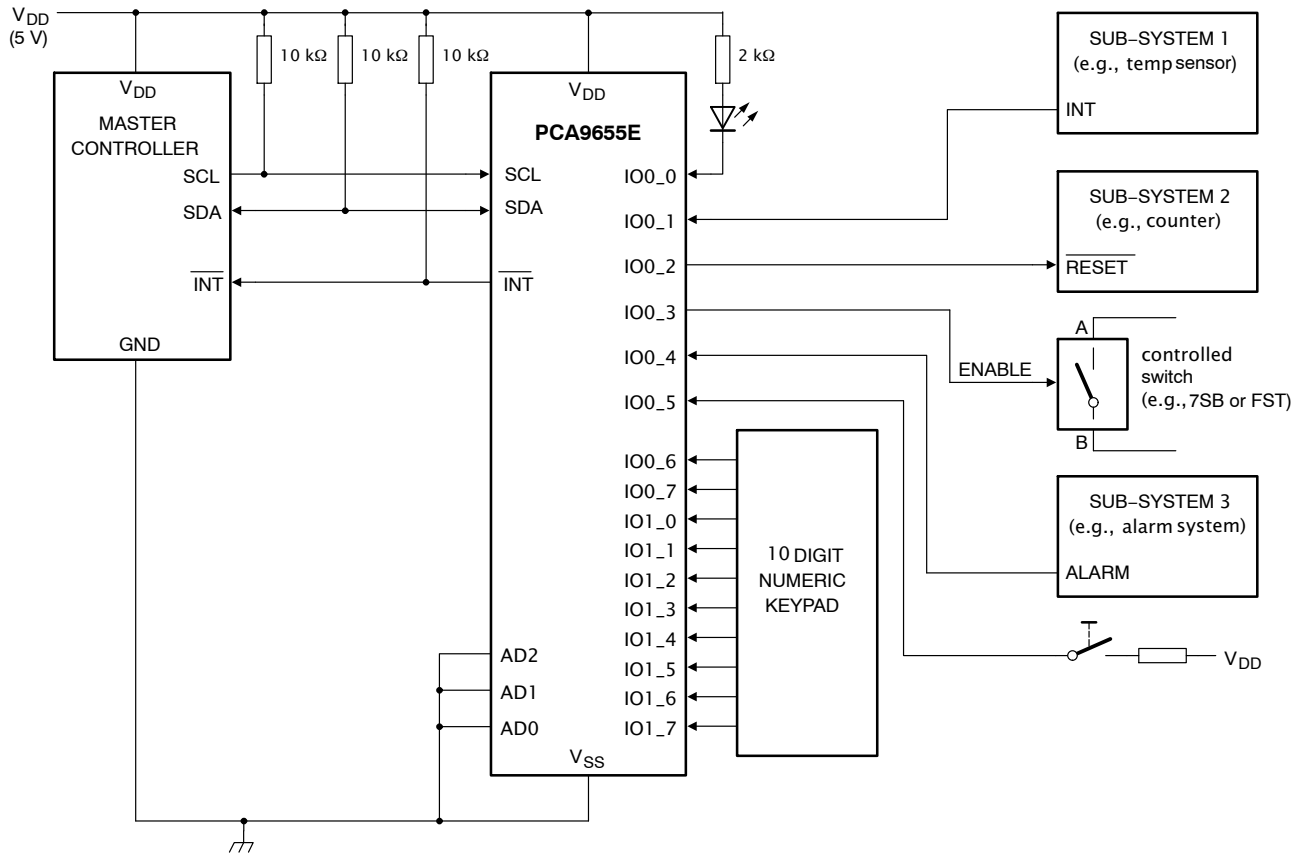 VDD
(5 V)
10 kΩ
10 kΩ
10 kΩ
2 kΩ
VDD
MASTER
CONTROLLER
SCL
SDA
INT
GND
VDD
PCA9655E
SCL
SDA
INT
AD2
AD1
AD0
VSS
IO0_0
IO0_1
IO0_2
IO0_3
IO0_4
IO0_5
IO0_6
IO0_7
IO1_0
IO1_1
IO1_2
IO1_3
IO1_4
IO1_5
IO1_6
IO1_7
10 DIGIT
NUMERIC
KEYPAD
SUB−SYSTEM 1
(e.g., temp sensor)
INT
SUB−SYSTEM 2
(e.g., counter)
RESET
ENABLE
A
B
controlled
switch
(e.g., 7SB or FST)
SUB−SYSTEM 3
(e.g., alarm system)
ALARM
VDD